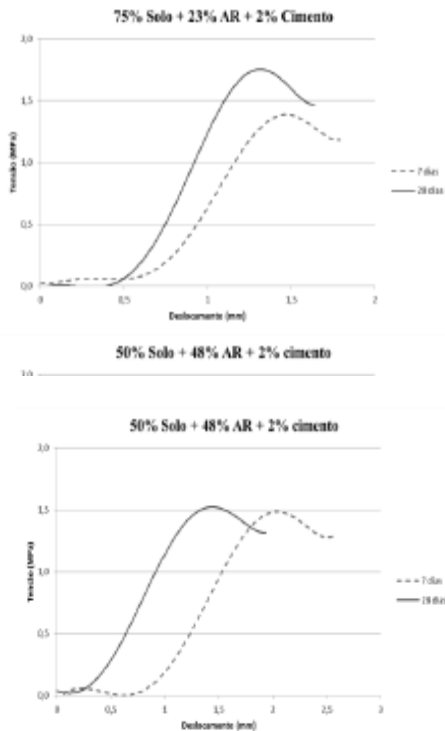 75% Solo + 23% AR + 2% Cimento
2,0
1,5
1,0
0,5
0,0
Tensão (MPa)
0
0,5
1
1,5
2
Deslocamento (mm)
7 dias
28 dias
50% Solo + 48% AR + 2% cimento
2,0
50% Solo + 48% AR + 2% cimento
2,0
1,5
1,0
0,5
0,0
Tensão (MPa)
0
0,5
1
1,5
2
2,5
3
Deslocamento (mm)
7 dias
28 dias